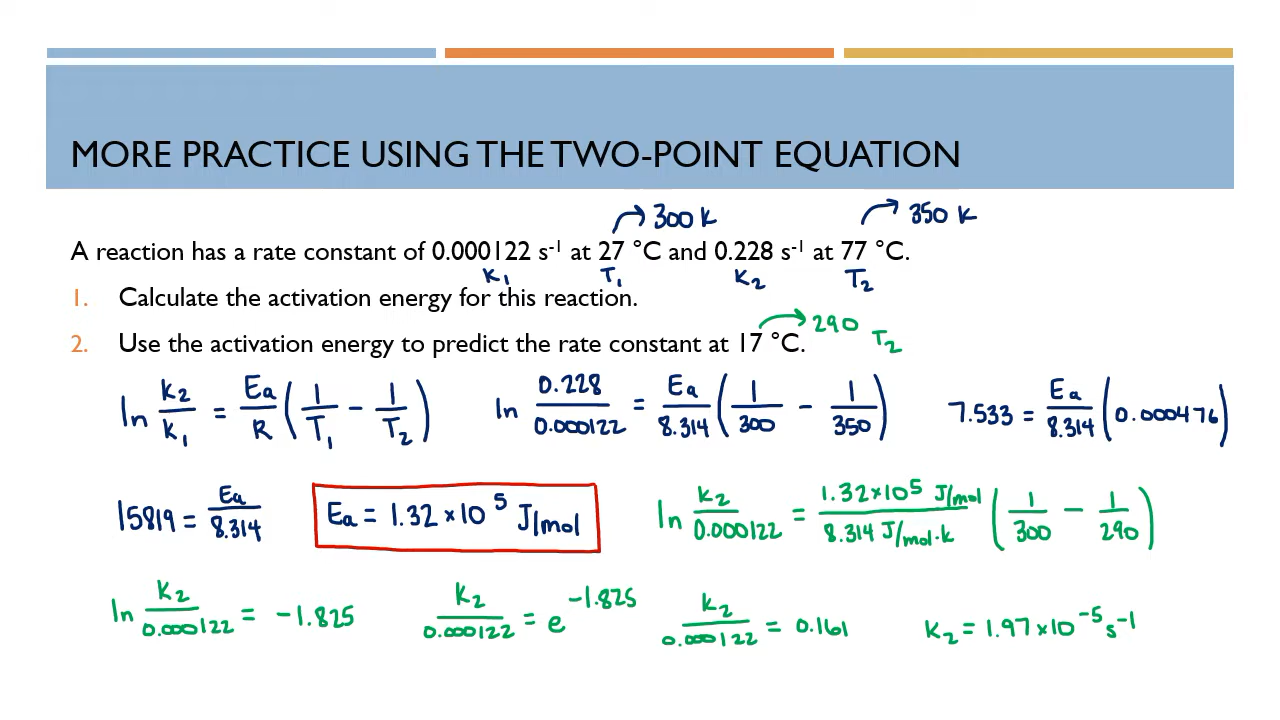 MORE PRACTICE USING THE TWO-POINT EQUATION
300 K 350 K
A reaction has a rate constant of 0.000122 s⁻¹ at 27 °C and 0.228 s⁻¹ at 77 °C.
K₁ T₁ K₂ T₂
1. Calculate the activation energy for this reaction.
2. Use the activation energy to predict the rate constant at 17 °C. 290 T₂
ln K₂/K₁ = Ea/R (1/T₁ − 1/T₂) ln 0.228/0.000122 = Ea/8.314 (1/300 − 1/350) 7.533 = Ea/8.314 (0.000476)
15819 = Ea/8.314 Ea = 1.32×10⁵ J/mol ln K₂/0.000122 = 1.32×10⁵ J/mol / 8.314 J/mol·K (1/300 − 1/290)
ln K₂/0.000122 = −1.825 K₂/0.000122 = e^−1.825 K₂/0.000122 = 0.161 K₂ = 1.97×10⁻⁵ s⁻¹